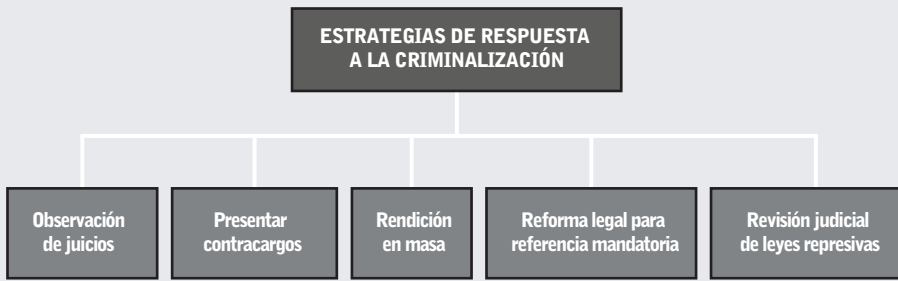 ESTRATEGIAS DE RESPUESTA
A LA CRIMINALIZACIÓN
Observación
de juicios
Presentar
contracargos
Rendición
en masa
Reforma legal para
referencia mandatoria
Revisión judicial
de leyes represivas